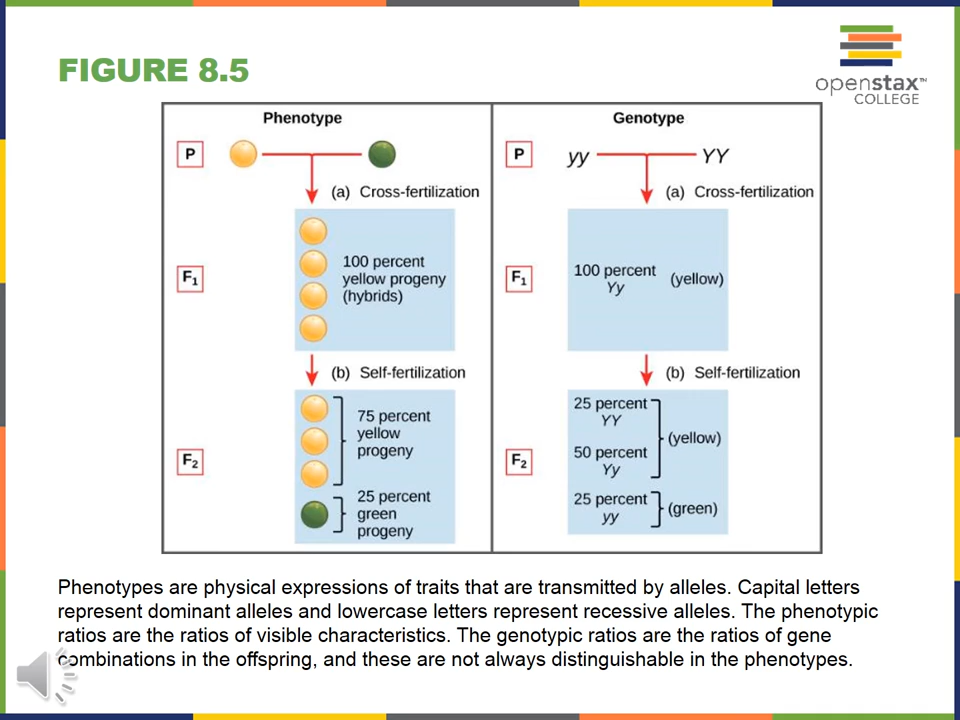 FIGURE 8.5
openstax™
COLLEGE
Phenotype
P
(a) Cross-fertilization
F1
100 percent
yellow progeny
(hybrids)
(b) Self-fertilization
F2
75 percent
yellow
progeny
25 percent
green
progeny
Genotype
P
yy
YY
(a) Cross-fertilization
F1
100 percent
Yy
(yellow)
(b) Self-fertilization
F2
25 percent
YY
50 percent
Yy
(yellow)
25 percent
yy
(green)
Phenotypes are physical expressions of traits that are transmitted by alleles. Capital letters
represent dominant alleles and lowercase letters represent recessive alleles. The phenotypic
ratios are the ratios of visible characteristics. The genotypic ratios are the ratios of gene
combinations in the offspring, and these are not always distinguishable in the phenotypes.